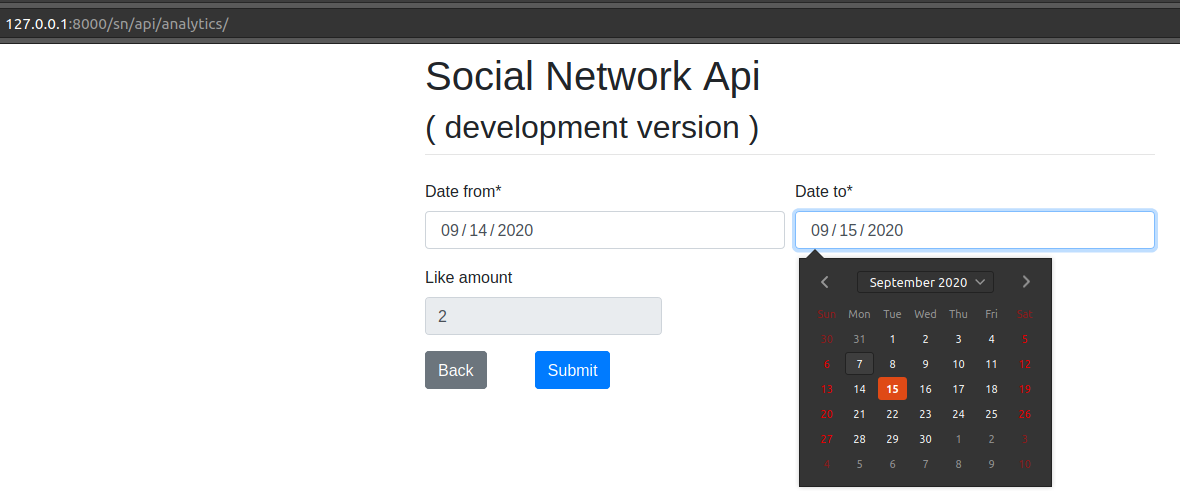 127.0.0.1:8000/sn/api/analytics/
Social Network Api
( development version )
Date from*
Date to*
09 / 14 / 2020
09 / 15 / 2020
Like amount
2
Back
Submit
September 2020
Sun Mon Tue Wed Thu Fri Sat
30 31 1 2 3 4 5
6 7 8 9 10 11 12
13 14 15 16 17 18 19
20 21 22 23 24 25 26
27 28 29 30 1 2 3
4 5 6 7 8 9 10